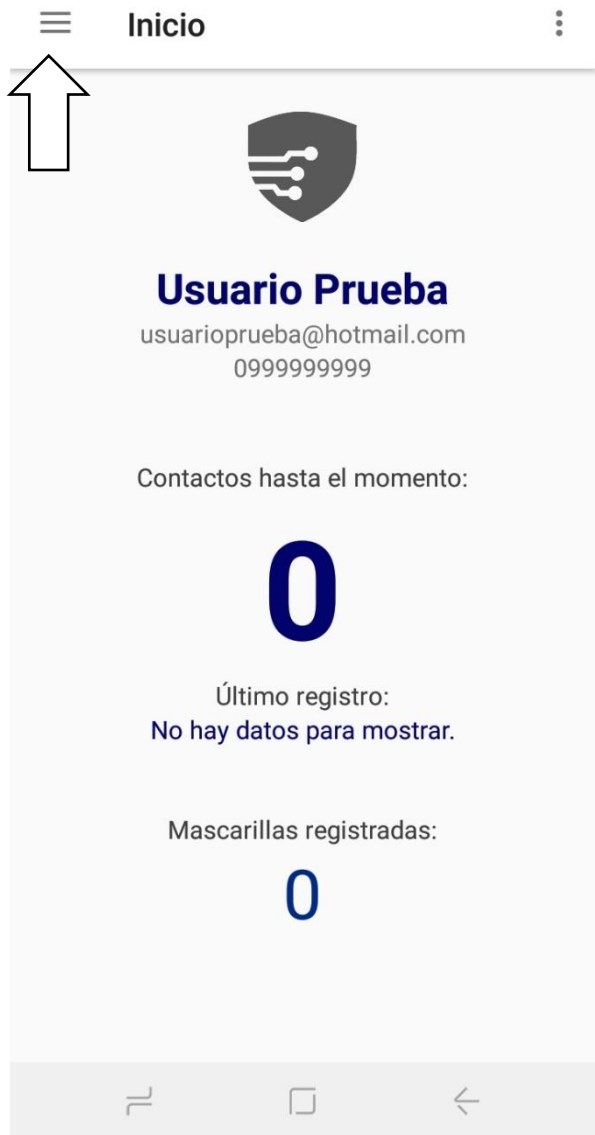 Inicio
Usuario Prueba
usuarioprueba@hotmail.com
0999999999
Contactos hasta el momento:
0
Último registro:
No hay datos para mostrar.
Mascarillas registradas:
0